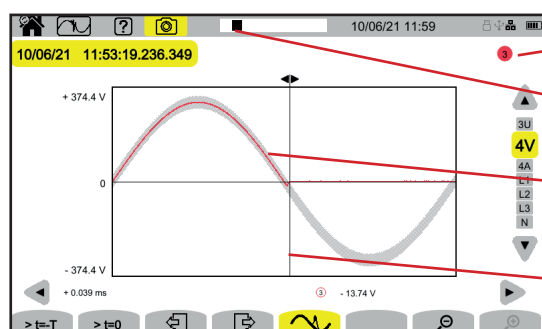 ? 10/06/21 11:59
10/06/21 11:53:19.236.349
3
+ 374.4 V
3U
4V
4A
L1
L2
L3
N
0
- 374.4 V
+ 0.039 ms 3 - 13.74 V
> t=-T > t=0